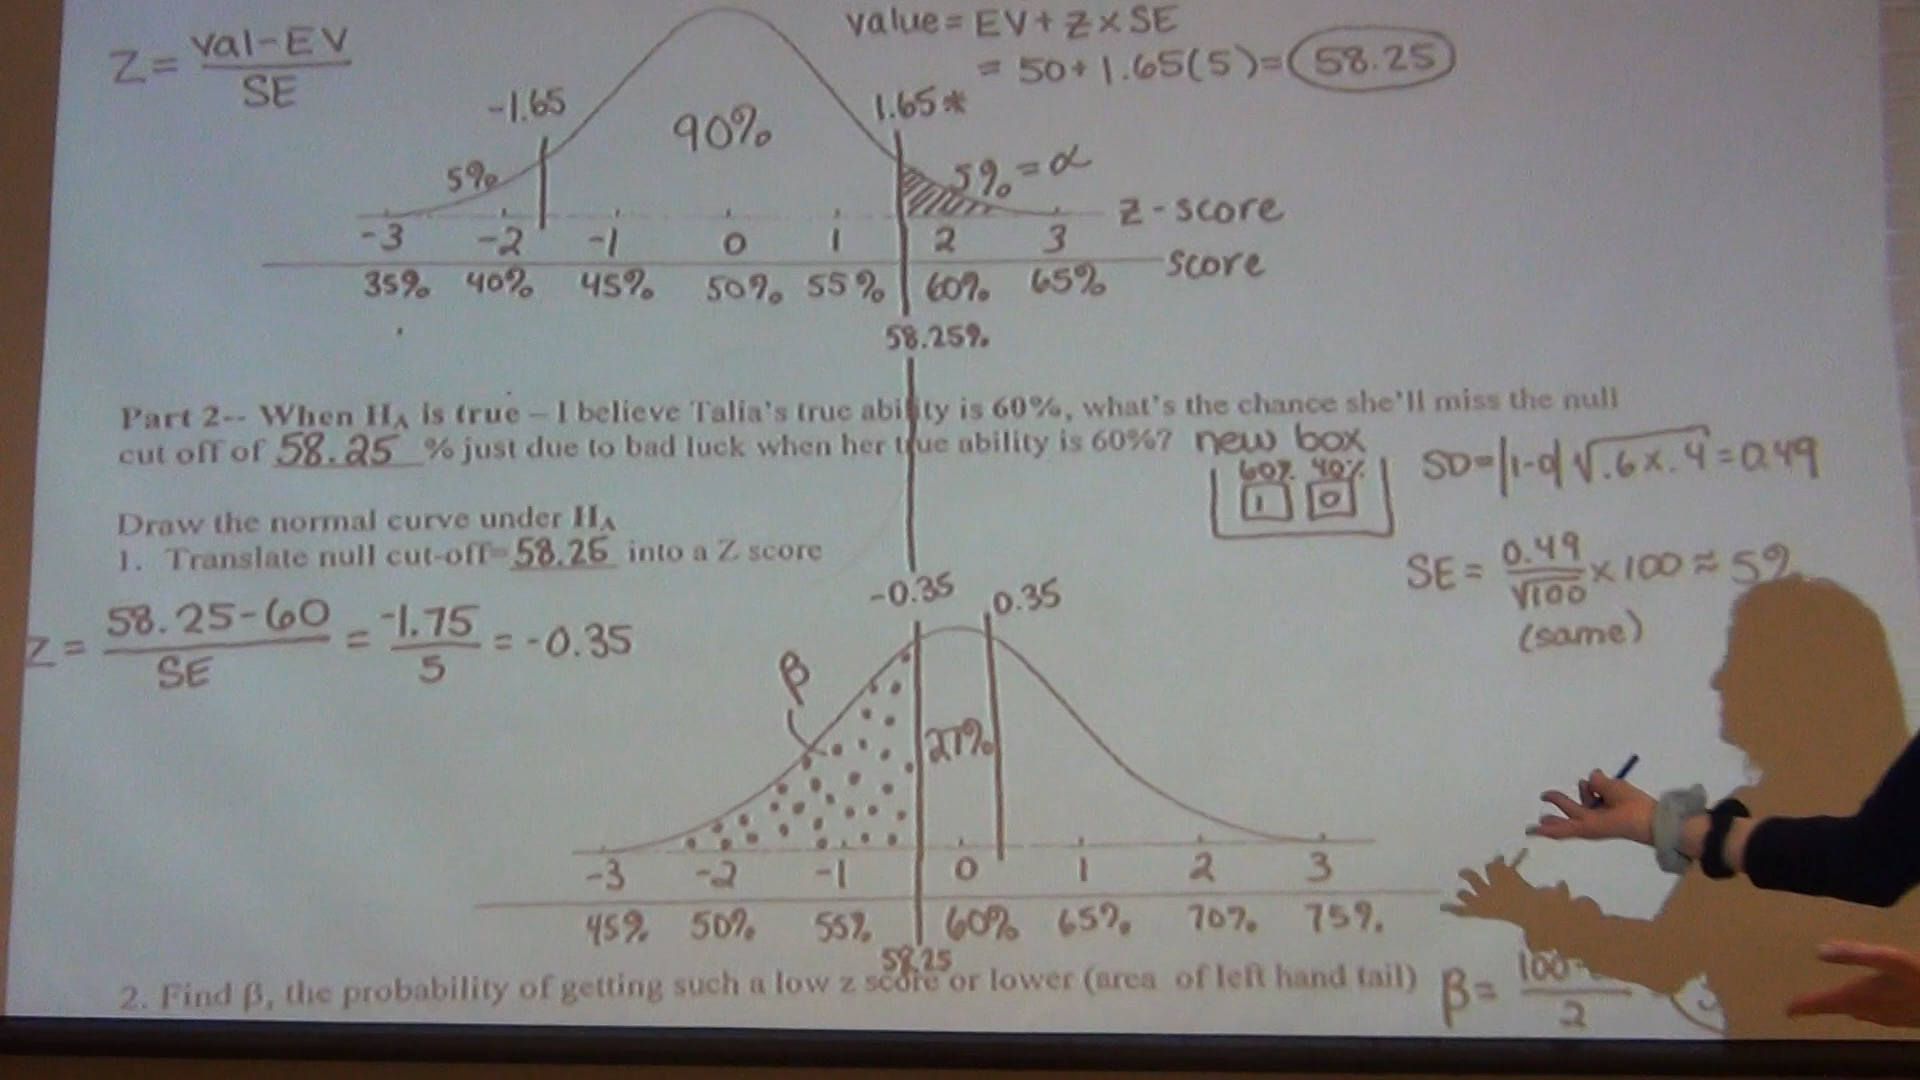 Z = val-EV / SE
value = EV + Z × SE
= 50 + 1.65(5) = 58.25
-1.65
90%
1.65*
5%
5% = α
-3 -2 -1 0 1 2 3 Z-score
35% 40% 45% 50% 55% 60% 65% score
58.25%
Part 2-- When HA is true – I believe Talia's true ability is 60%, what's the chance she'll miss the null
cut off of 58.25 % just due to bad luck when her true ability is 60%?
new box
60% 40%
1 0
SD = |1-0| √.6x.4 = 0.49
Draw the normal curve under HA
1. Translate null cut-off= 58.25 into a Z score
SE = 0.49 / √100 × 100 ≈ 5%
(same)
Z = 58.25-60 / SE = -1.75 / 5 = -0.35
-0.35 0.35
β
27%
-3 -2 -1 0 1 2 3
45% 50% 55% 60% 65% 70% 75%
58.25
2. Find β, the probability of getting such a low z score or lower (area of left hand tail)
β = 100- / 2